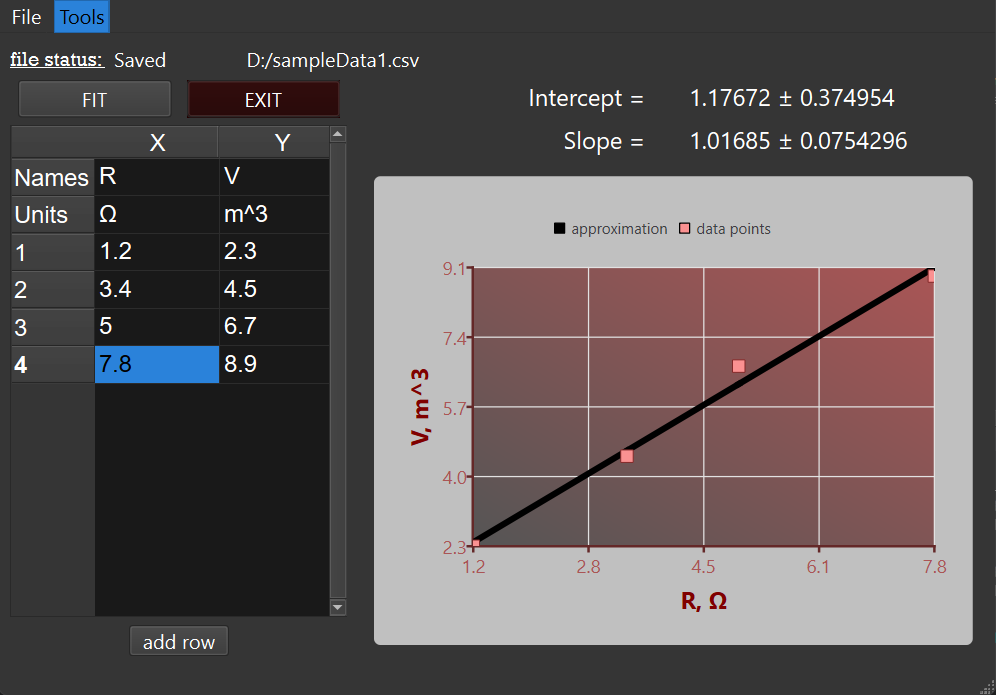 File Tools
file status: Saved D:/sampleData1.csv
FIT EXIT
Intercept = 1.17672 ± 0.374954
Slope = 1.01685 ± 0.0754296
X Y
Names R V
Units Ω m^3
1 1.2 2.3
2 3.4 4.5
3 5 6.7
4 7.8 8.9
add row
approximation data points
9.1
7.4
5.7
4.0
2.3
V, m^3
1.2 2.8 4.5 6.1 7.8
R, Ω